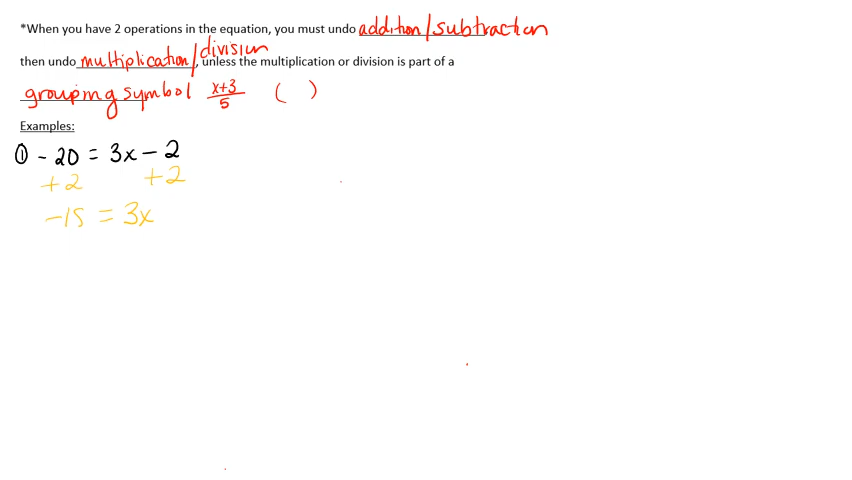 *When you have 2 operations in the equation, you must undo addition/subtraction
then undo multiplication/division, unless the multiplication or division is part of a
grouping symbol x+3/5 ( )
Examples:
① - 20 = 3x - 2
+2 +2
-15 = 3x